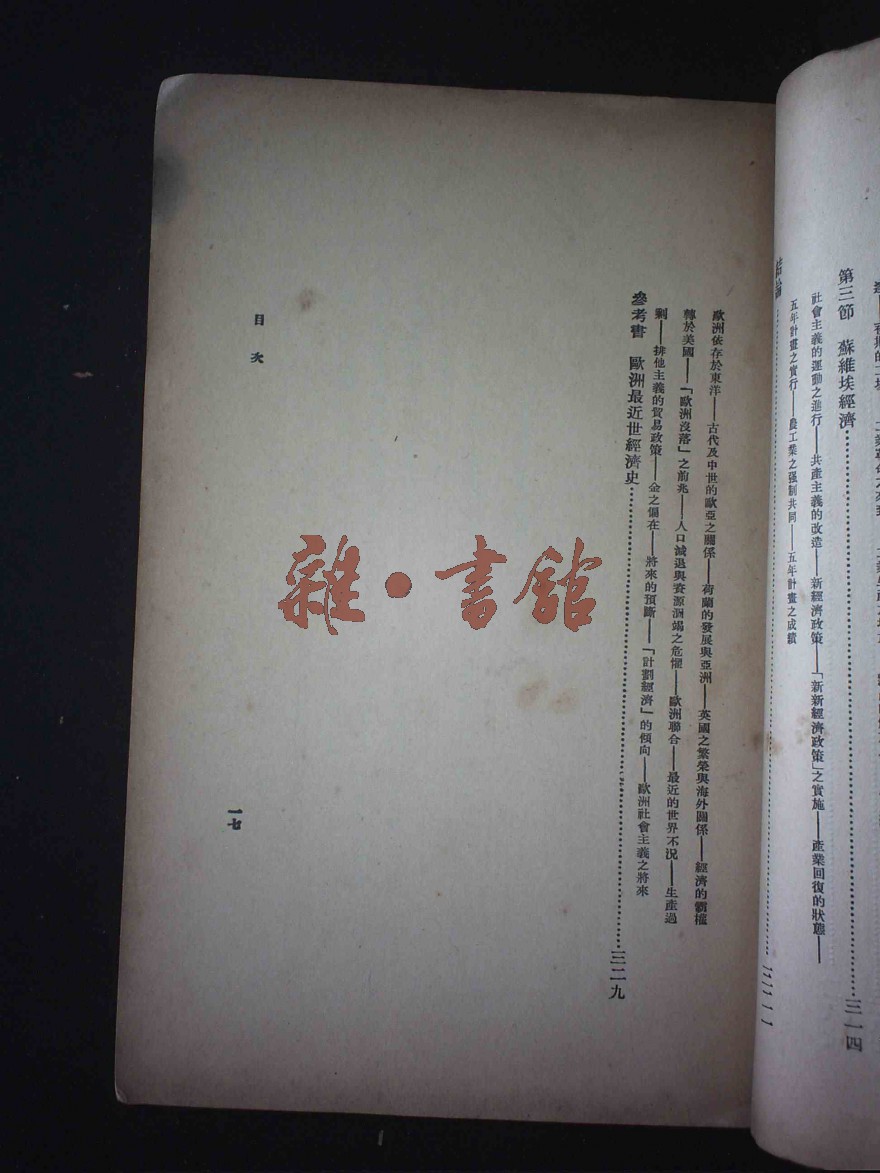 第三節　蘇維埃經濟……三一四
社會主義的運動之進行——共產主義的改造——新經濟政策——「新新經濟政策」之實施——產業回復的狀態——
五年計畫之實行——農工業之强制共同——五年計畫之成績
結論……
歐洲依存於東洋——古代及中世的歐亞之關係——荷蘭的發展與亞洲——英國之繁榮與海外關係——經濟的霸權
轉於美國——「歐洲沒落」之前兆——人口減退與資源涸竭之危懼——歐洲聯合——最近的世界不況——生產過
剩——排他主義的貿易政策——金之偏在——將來的預斷——「計劃經濟」的傾向——歐洲社會主義之將來
參考書　歐洲最近世經濟史……三二九
目次
一七
雜·書館